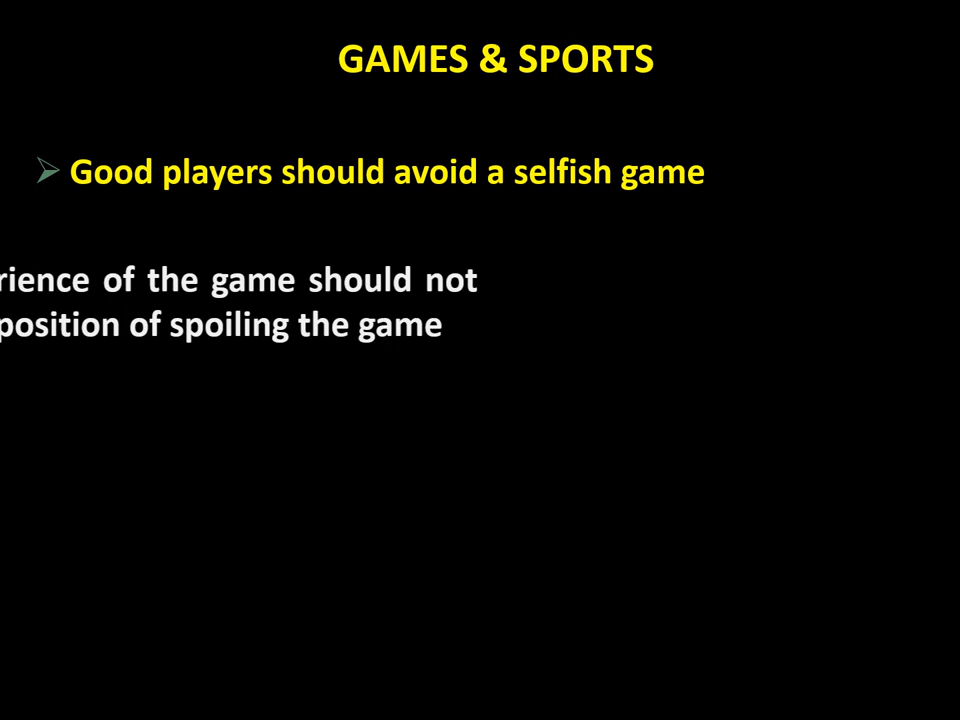 GAMES & SPORTS
Good players should avoid a selfish game
rience of the game should not
position of spoiling the game